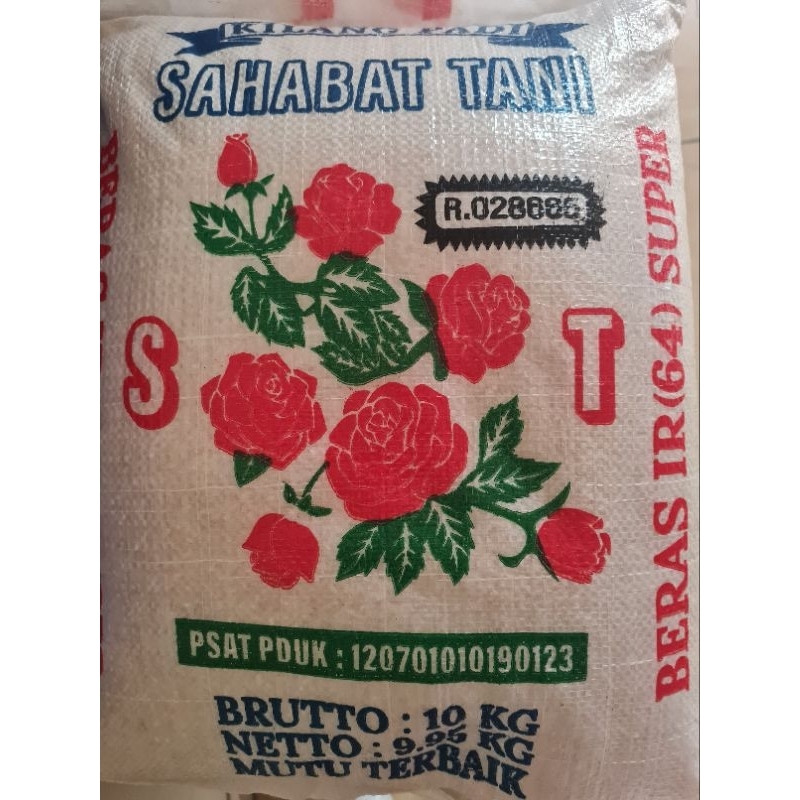 KILANG PADI
SAHABAT TANI
R.028685
S
T
BERAS IR(64) SUPER
PSAT PDUK : 120701010190123
BRUTTO : 10 KG
NETTO : 9.95 KG
MUTU TERBAIK